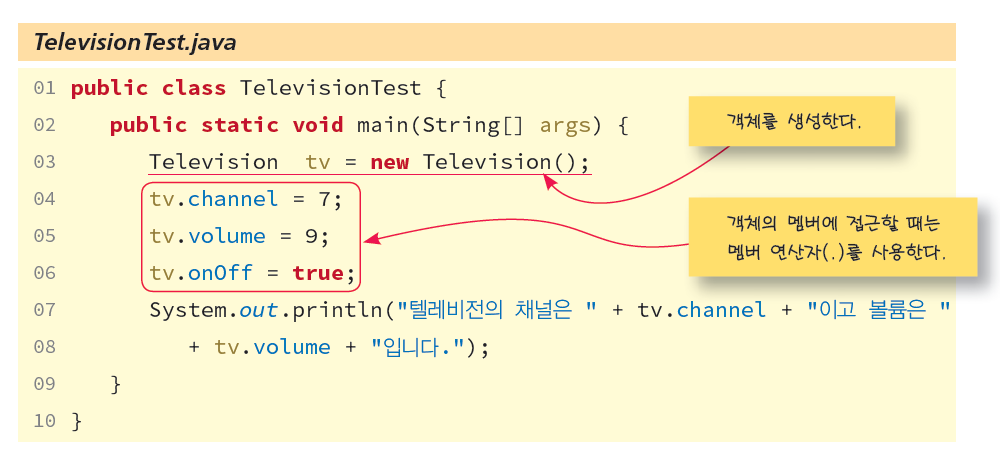 TelevisionTest.java
01 public class TelevisionTest {
02 public static void main(String[] args) {
03 Television tv = new Television();
04 tv.channel = 7;
05 tv.volume = 9;
06 tv.onOff = true;
07 System.out.println("텔레비전의 채널은 " + tv.channel + "이고 볼륨은 "
08 + tv.volume + "입니다.");
09 }
10 }
객체를 생성한다.
객체의 멤버에 접근할 때는
멤버 연산자(.)를 사용한다.